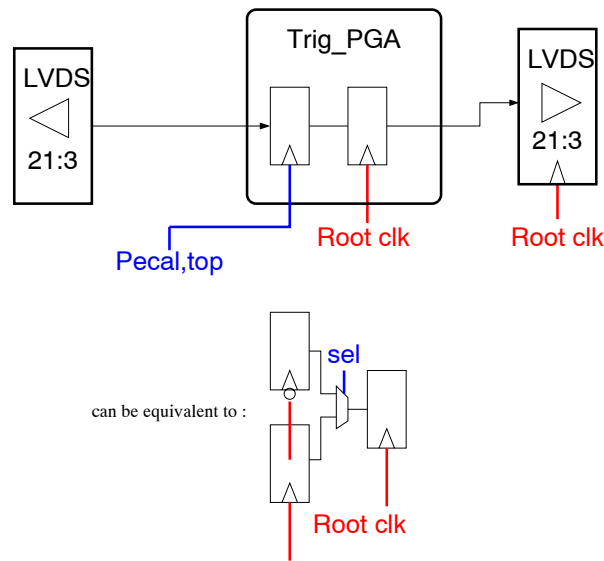 Trig_PGA
LVDS
21:3
LVDS
21:3
Pecal,top
Root clk
Root clk
sel
can be equivalent to :
Root clk